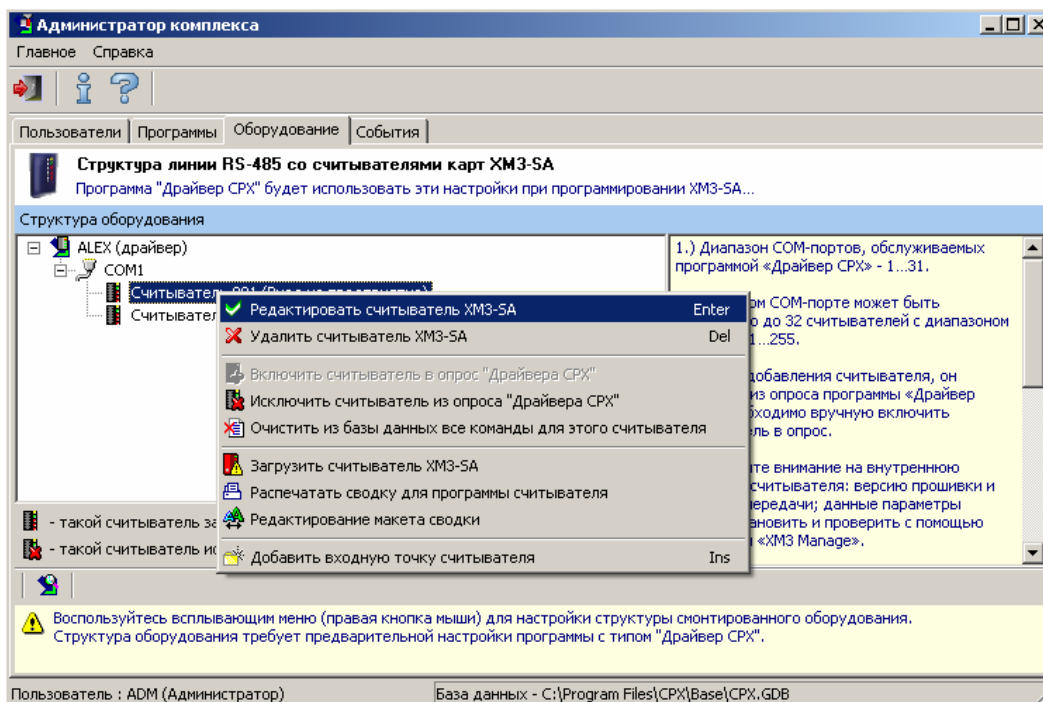 Администратор комплекса
Главное Справка
Пользователи Программы Оборудование События
Структура линии RS-485 со считывателями карт XM3-SA
Программа "Драйвер CPX" будет использовать эти настройки при программировании XM3-SA...
Структура оборудования
ALEX (драйвер)
COM1
Считыватель
Считывател
Редактировать считыватель XM3-SA Enter
Удалить считыватель XM3-SA Del
Включить считыватель в опрос "Драйвера CPX"
Исключить считыватель из опроса "Драйвера CPX"
Очистить из базы данных все команды для этого считывателя
Загрузить считыватель XM3-SA
Распечатать сводку для программы считывателя
Редактирование макета сводки
Добавить входную точку считывателя Ins
1.) Диапазон COM-портов, обслуживаемых
программой «Драйвер CPX» - 1...31.
ом COM-порте может быть
о до 32 считывателей с диапазоном
1...255.
добавления считывателя, он
из опроса программы «Драйвер
бходимо вручную включить
ль в опрос.
те внимание на внутреннюю
считывателя: версию прошивки и
ередачи; данные параметры
ановить и проверить с помощью
«XM3 Manage».
- такой считыватель за
- такой считыватель ис
Воспользуйтесь всплывающим меню (правая кнопка мыши) для настройки структуры смонтированного оборудования.
Структура оборудования требует предварительной настройки программы с типом "Драйвер CPX".
Пользователь : ADM (Администратор) База данных - C:\Program Files\CPX\Base\CPX.GDB